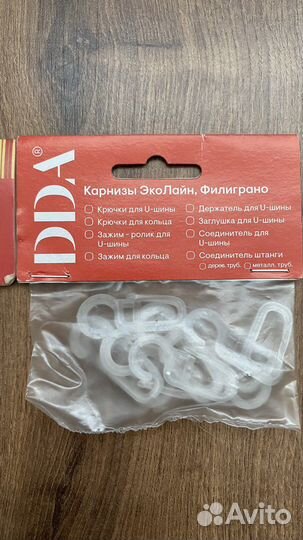 DDA®
Карнизы ЭкоЛайн, Филиграно
Крючки для U-шины
Крючки для кольца
Зажим - ролик для
U-шины
Зажим для кольца
Держатель для U-шины
Заглушка для U-шины
Соединитель для
U-шины
Соединитель штанги
дерев. труб. металл. труб.
Avito